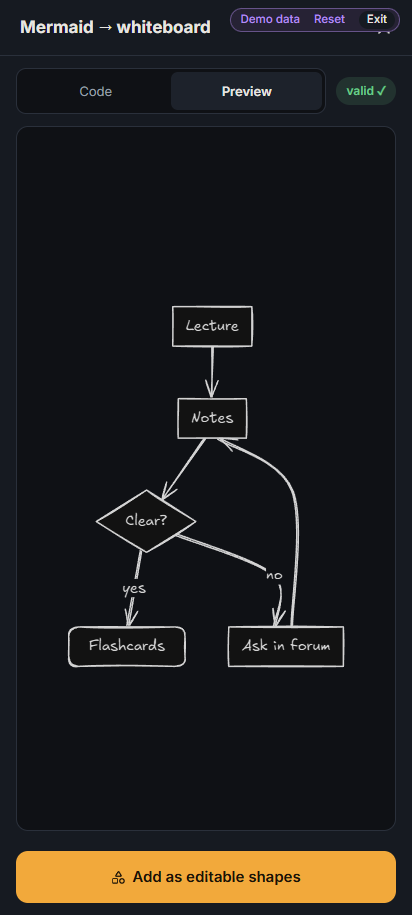 Mermaid → whiteboard
Demo data Reset Exit
Code Preview valid ✓
Lecture
Notes
Clear?
yes no
Flashcards Ask in forum
Add as editable shapes